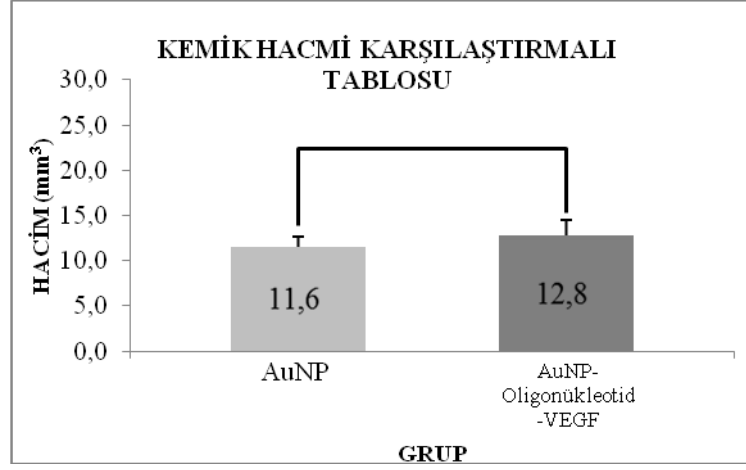 KEMİK HACMİ KARŞILAŞTIRMALI
TABLOSU
HACİM (mm³)
30,0
25,0
20,0
15,0
10,0
5,0
0,0
11,6
12,8
AuNP
AuNP-
Oligonükleotid
-VEGF
GRUP